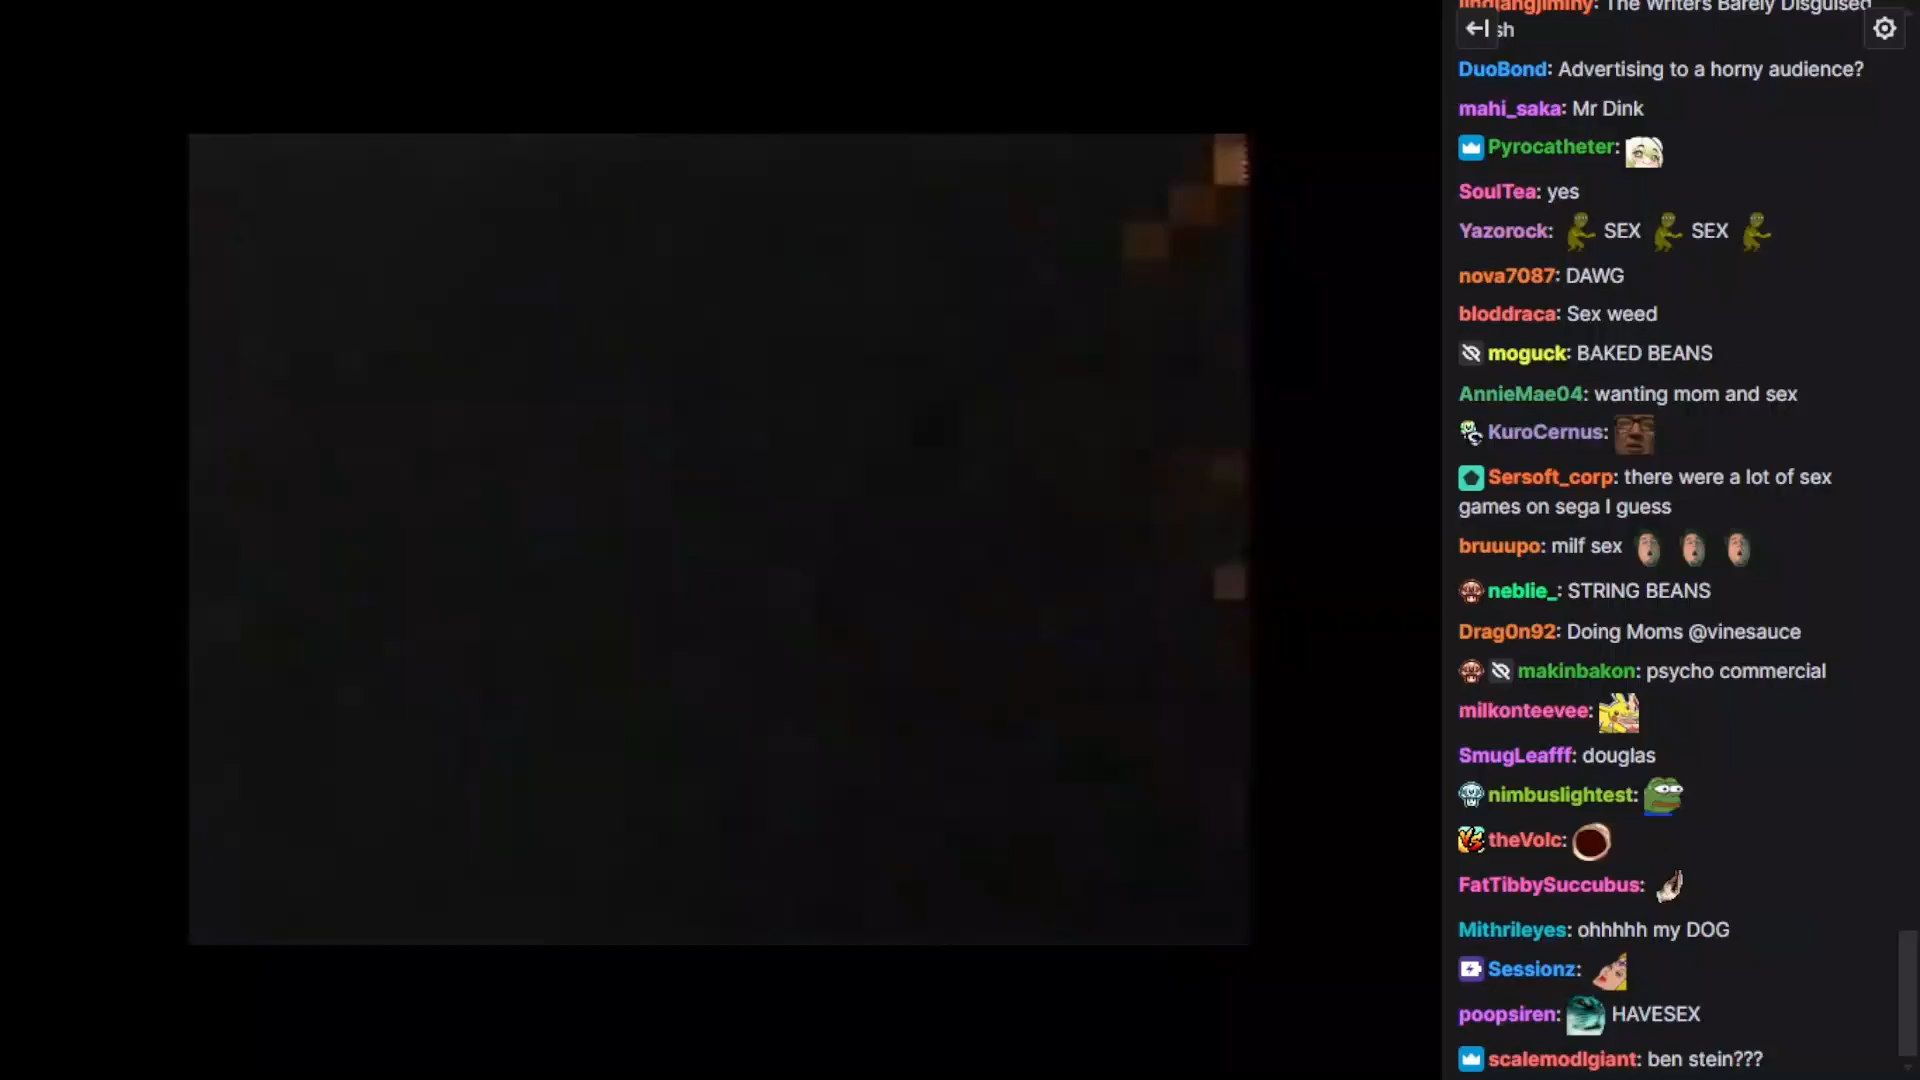 jingjangjiminy: The Writers Barely Disguised
sh
DuoBond: Advertising to a horny audience?
mahi_saka: Mr Dink
Pyrocatheter:
SoulTea: yes
Yazorock: SEX SEX
nova7087: DAWG
bloddraca: Sex weed
moguck: BAKED BEANS
AnnieMae04: wanting mom and sex
KuroCernus:
Sersoft_corp: there were a lot of sex
games on sega I guess
bruuupo: milf sex
neblie_: STRING BEANS
Drag0n92: Doing Moms @vinesauce
makinbakon: psycho commercial
milkonteevee:
SmugLeafff: douglas
nimbuslightest:
theVolc:
FatTibbySuccubus:
Mithrileyes: ohhhhh my DOG
Sessionz:
poopsiren: HAVESEX
scalemodlgiant: ben stein???